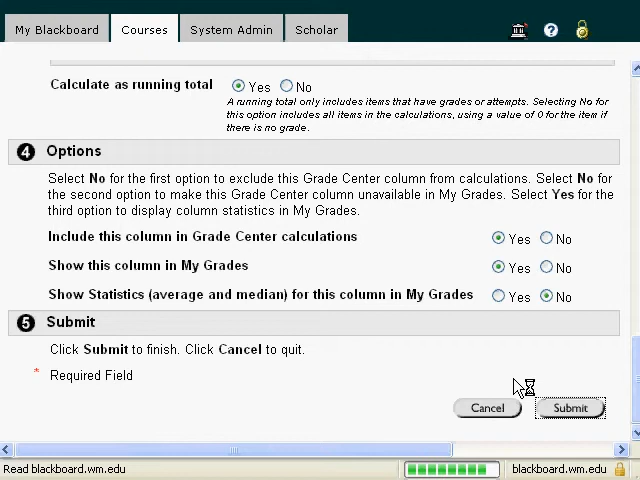 My Blackboard Courses System Admin Scholar
Calculate as running total Yes No
A running total only includes items that have grades or attempts. Selecting No for
this option includes all items in the calculations, using a value of 0 for the item if
there is no grade.
4 Options
Select No for the first option to exclude this Grade Center column from calculations. Select No for
the second option to make this Grade Center column unavailable in My Grades. Select Yes for the
third option to display column statistics in My Grades.
Include this column in Grade Center calculations Yes No
Show this column in My Grades Yes No
Show Statistics (average and median) for this column in My Grades Yes No
5 Submit
Click Submit to finish. Click Cancel to quit.
* Required Field
Cancel Submit
Read blackboard.wm.edu blackboard.wm.edu